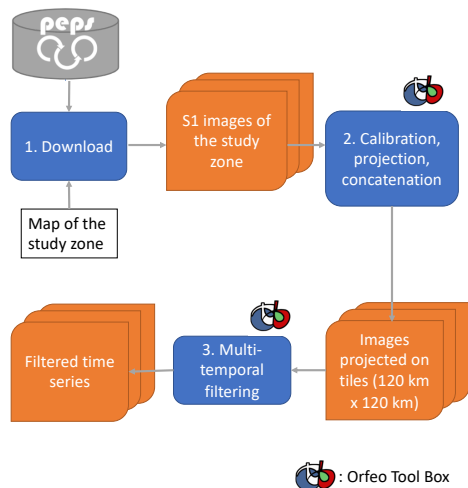 peps
1. Download
S1 images of
the study
zone
2. Calibration,
projection,
concatenation
Map of the
study zone
Filtered time
series
3. Multi-
temporal
filtering
Images
projected on
tiles (120 km
x 120 km)
: Orfeo Tool Box